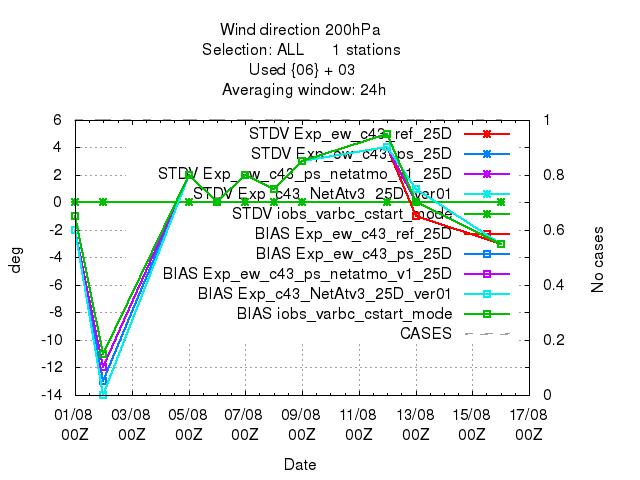 Wind direction 200hPa
Selection: ALL 1 stations
Used {06} + 03
Averaging window: 24h
6 1
STDV Exp_ew_c43_ref_25D
4
STDV Exp_ew_c43_ps_25D
2 STDV Exp_ew_c43_ps_netatmo_v1_25D 0.8
STDV Exp_c43_NetAtv3_25D_ver01
0
STDV iobs_varbc_cstart_mode
-2 BIAS Exp_ew_c43_ref_25D 0.6
-4 BIAS Exp_ew_c43_ps_25D
BIAS Exp_ew_c43_ps_netatmo_v1_25D
-6 0.4
BIAS Exp_c43_NetAtv3_25D_ver01
-8 BIAS iobs_varbc_cstart_mode
CASES
-10 0.2
-12
-14 0
deg
No cases
01/08 03/08 05/08 07/08 09/08 11/08 13/08 15/08 17/08
00Z 00Z 00Z 00Z 00Z 00Z 00Z 00Z 00Z
Date